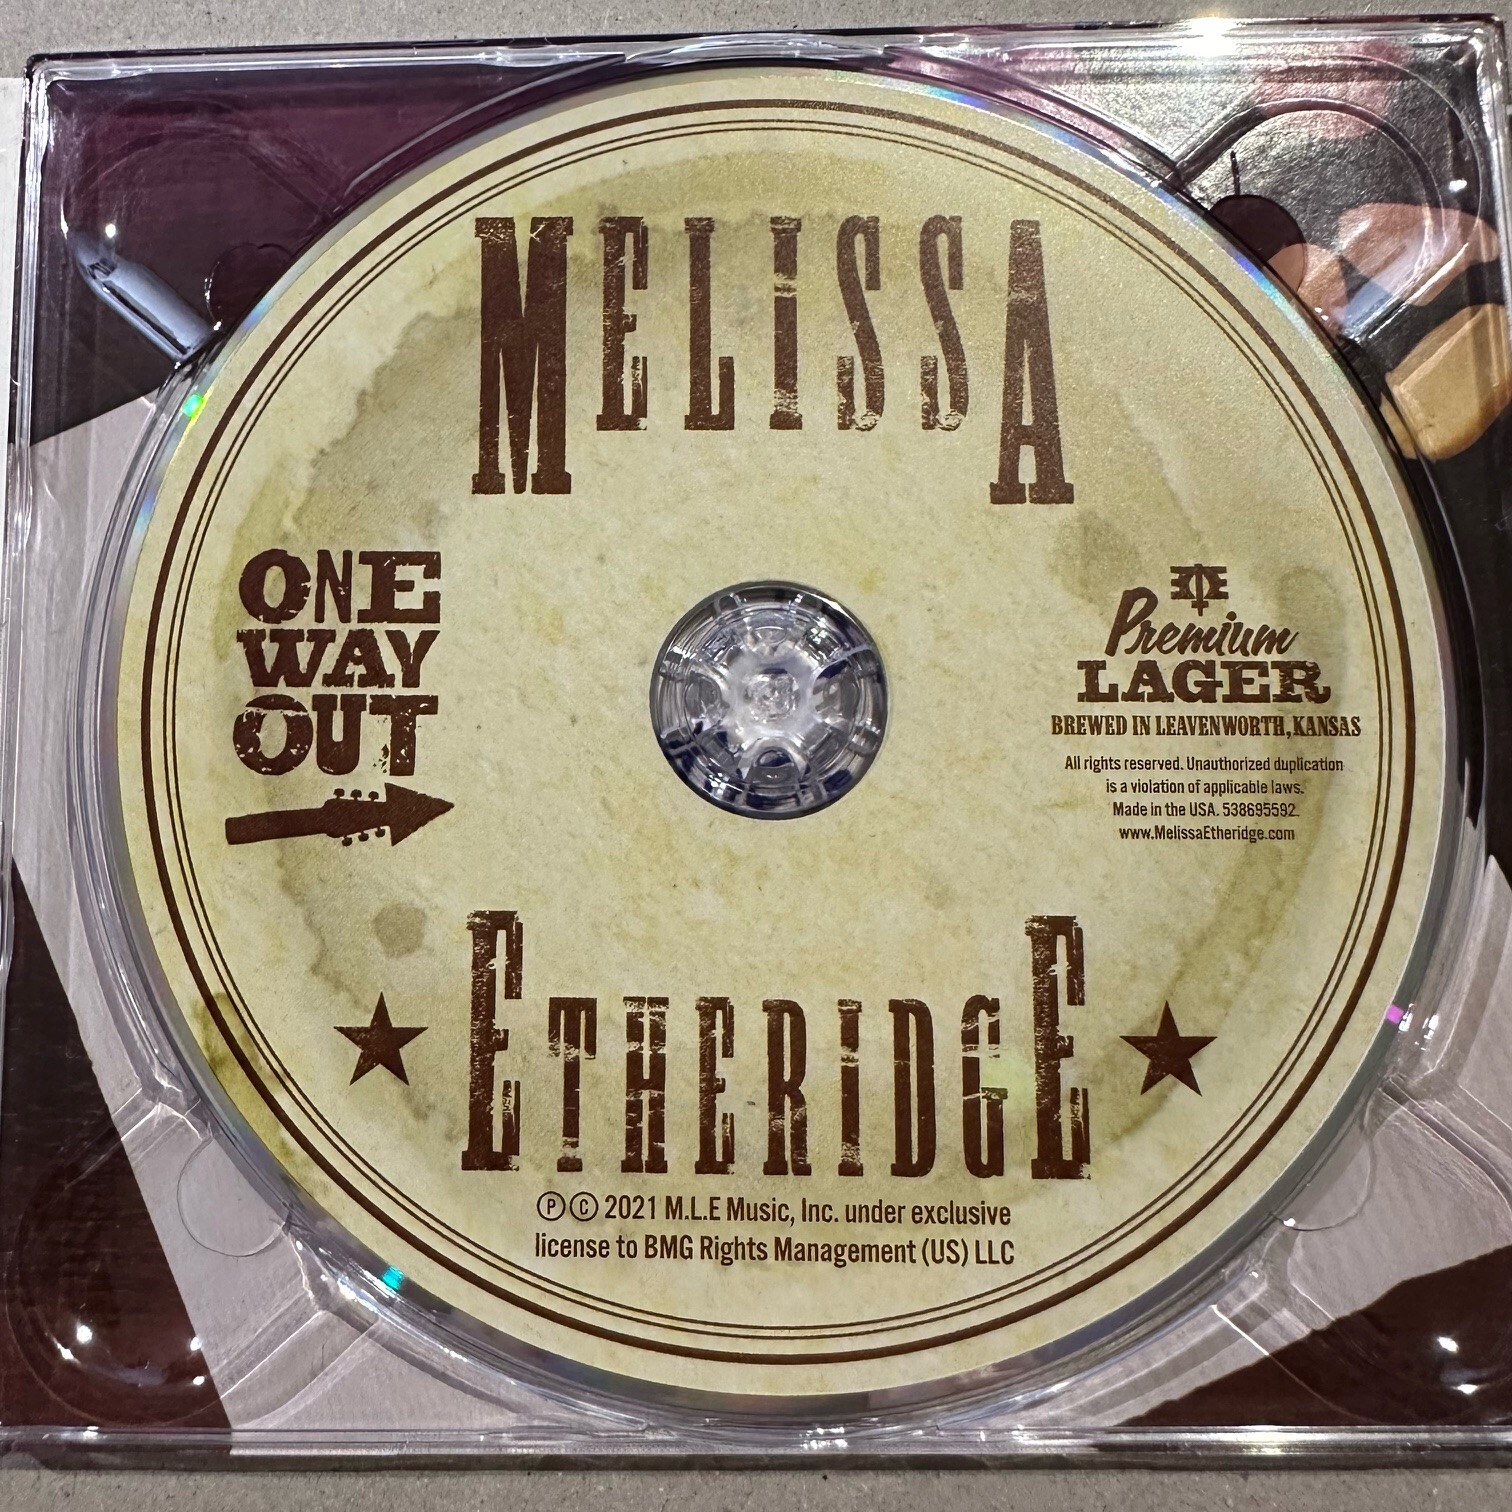 MELISSA
ONE
WAY
OUT
Premium
LAGER
BREWED IN LEAVENWORTH, KANSAS
All rights reserved. Unauthorized duplication
is a violation of applicable laws.
Made in the USA. 538695592.
www.MelissaEtheridge.com
ETHERIDGE
Ⓟ Ⓒ 2021 M.L.E Music, Inc. under exclusive
license to BMG Rights Management (US) LLC